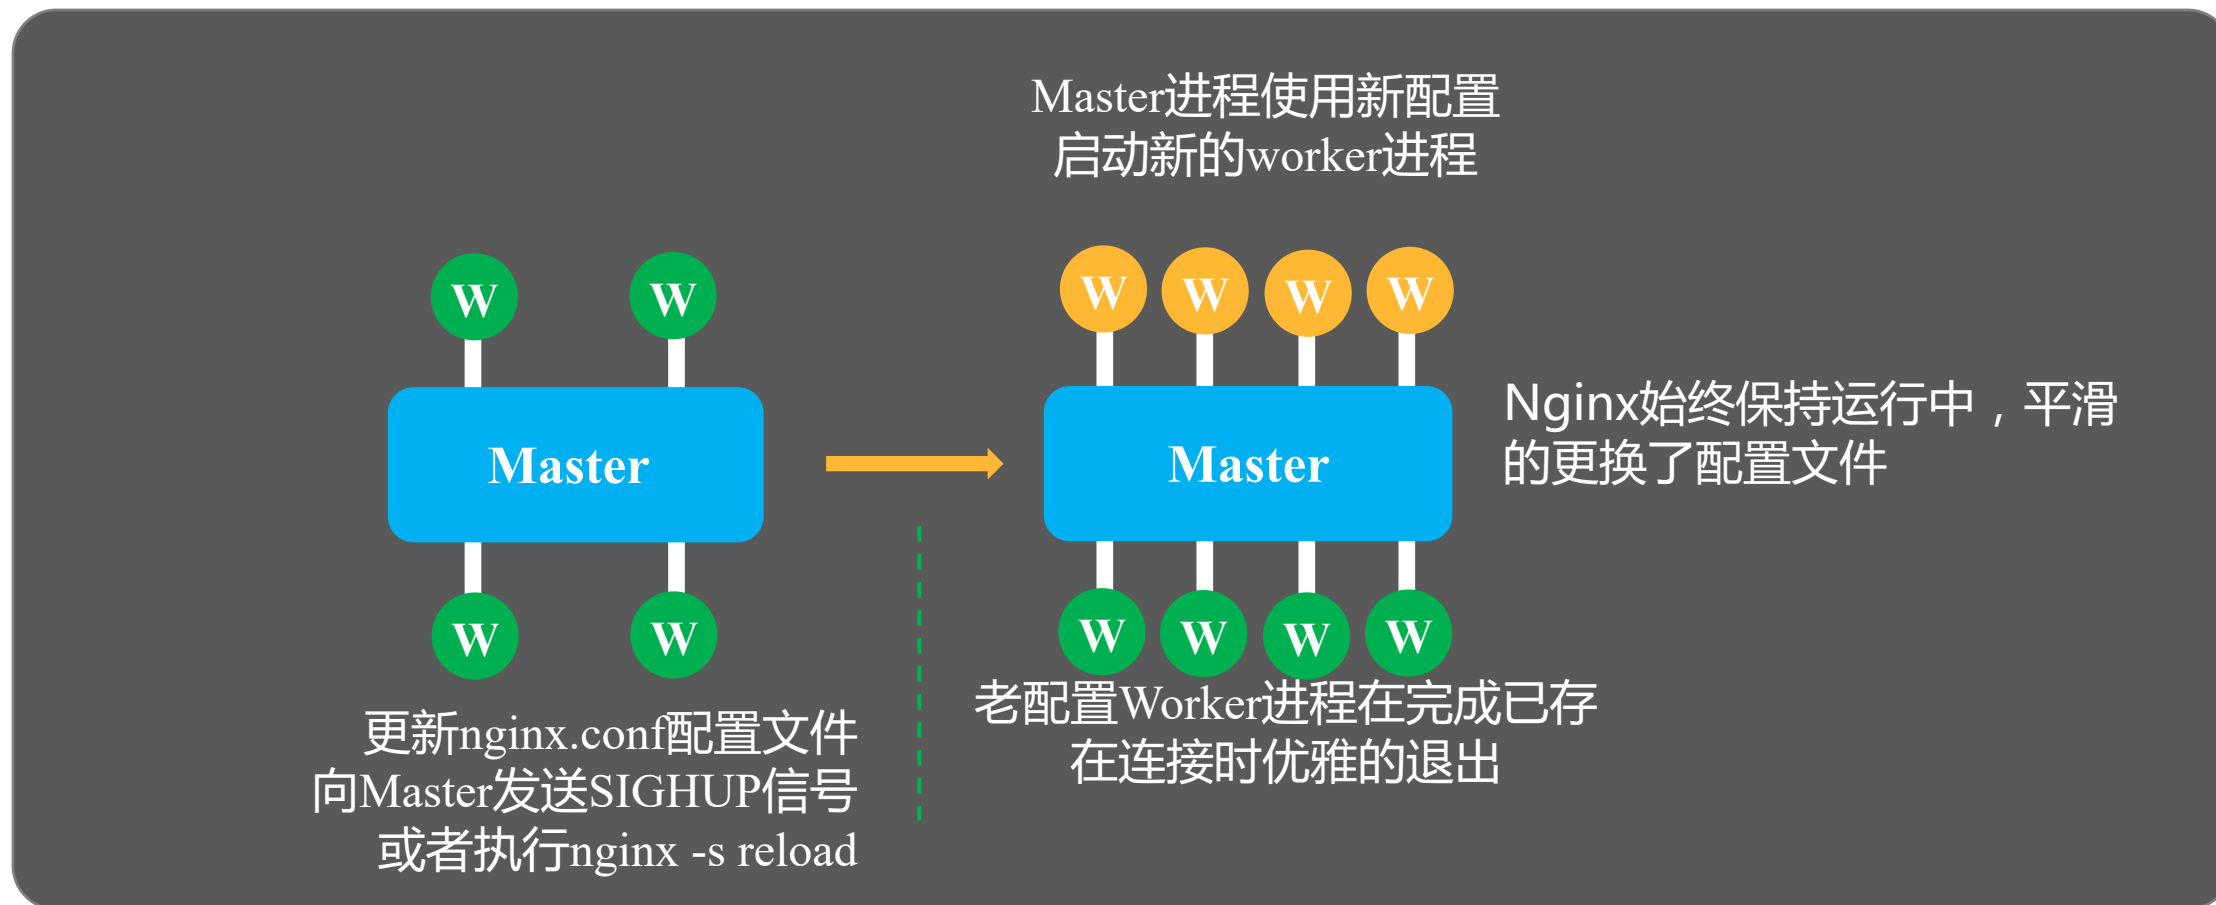 Master进程使用新配置
启动新的worker进程
W
W
W
W
W
W
Master
Master
Nginx始终保持运行中，平滑
的更换了配置文件
W
W
W
W
W
W
更新nginx.conf配置文件
向Master发送SIGHUP信号
或者执行nginx -s reload
老配置Worker进程在完成已存
在连接时优雅的退出